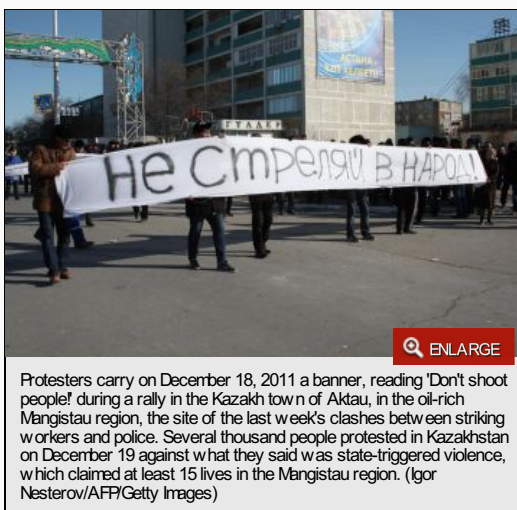 АСТАНА
Не стреляй в народ!
ENLARGE
Protesters carry on December 18, 2011 a banner, reading 'Don't shoot
people!' during a rally in the Kazakh town of Aktau, in the oil-rich
Mangistau region, the site of the last week's clashes between striking
workers and police. Several thousand people protested in Kazakhstan
on December 19 against what they said was state-triggered violence,
which claimed at least 15 lives in the Mangistau region. (Igor
Nesterov/AFP/Getty Images)